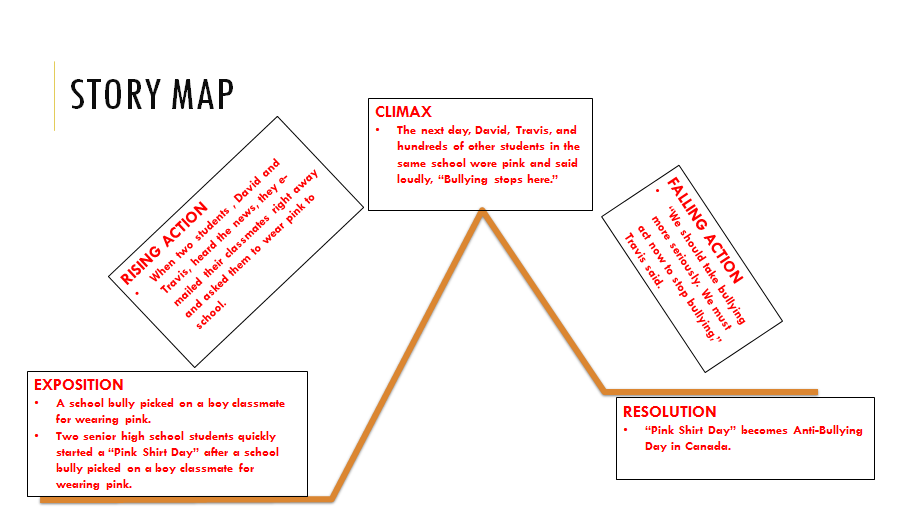 STORY MAP
EXPOSITION
• A school bully picked on a boy classmate
for wearing pink.
• Two senior high school students quickly
started a “Pink Shirt Day” after a school
bully picked on a boy classmate for
wearing pink.
RISING ACTION
• When two students , David and
Travis, heard the news, they e-
mailed their classmates right away
and asked them to wear pink to
school.
CLIMAX
• The next day, David, Travis, and
hundreds of other students in the
same school wore pink and said
loudly, “Bullying stops here.”
FALLING ACTION
• “We should take bullying
more seriously. We must
act now to stop bullying,”
Travis said.
RESOLUTION
• “Pink Shirt Day” becomes Anti-Bullying
Day in Canada.